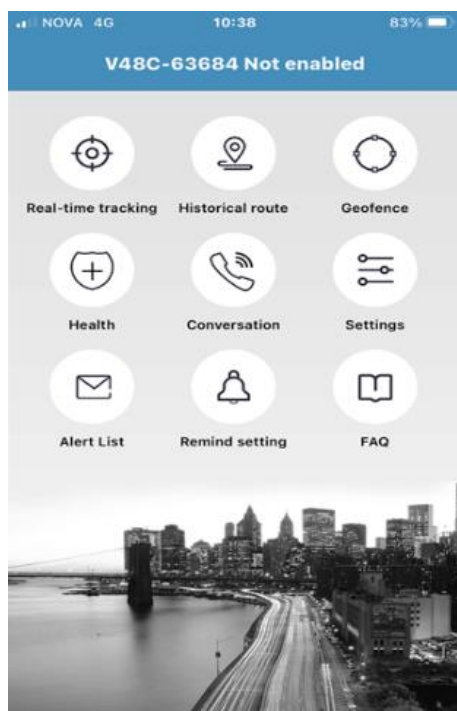 NOVA 4G 10:38 83%
V48C-63684 Not enabled
Real-time tracking Historical route Geofence
Health Conversation Settings
Alert List Remind setting FAQ